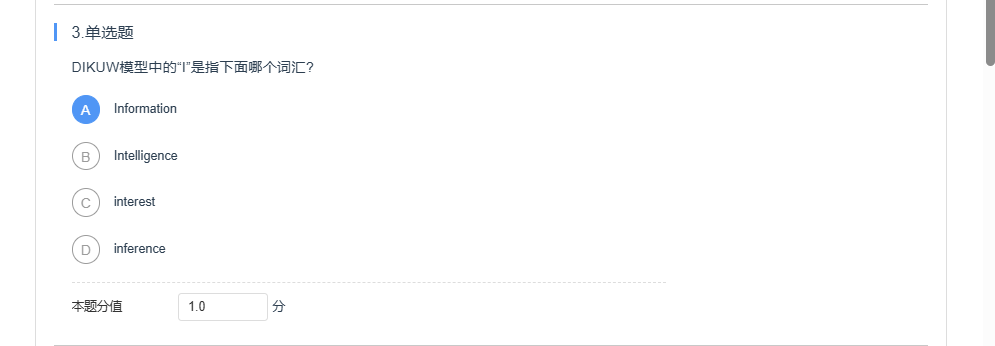 3.单选题
DIKUW模型中的“I”是指下面哪个词汇?
A Information
B Intelligence
C interest
D inference
本题分值 1.0 分